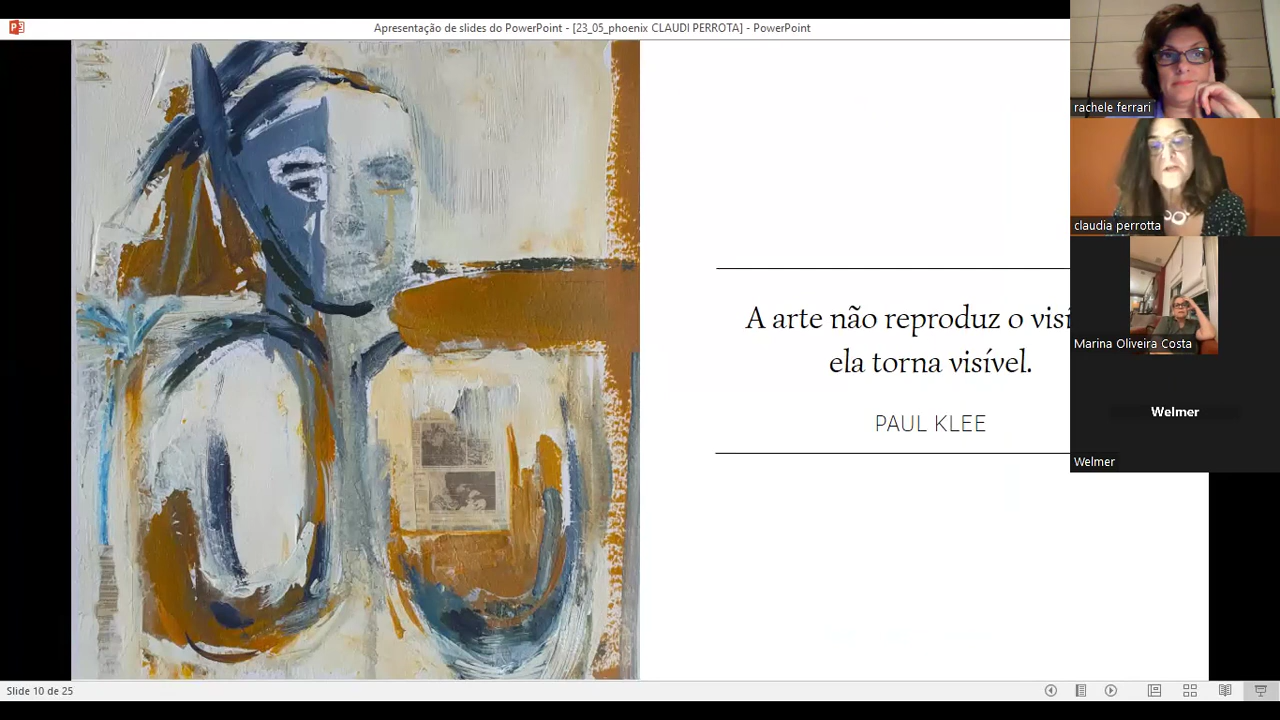 Apresentação de slides do PowerPoint - [23_05_phoenix CLAUDI PERROTA] - PowerPoint
rachele ferrari
claudia perrotta
Marina Oliveira Costa
Welmer
Welmer
A arte não reproduz o visí
ela torna visível.
PAUL KLEE
Slide 10 de 25